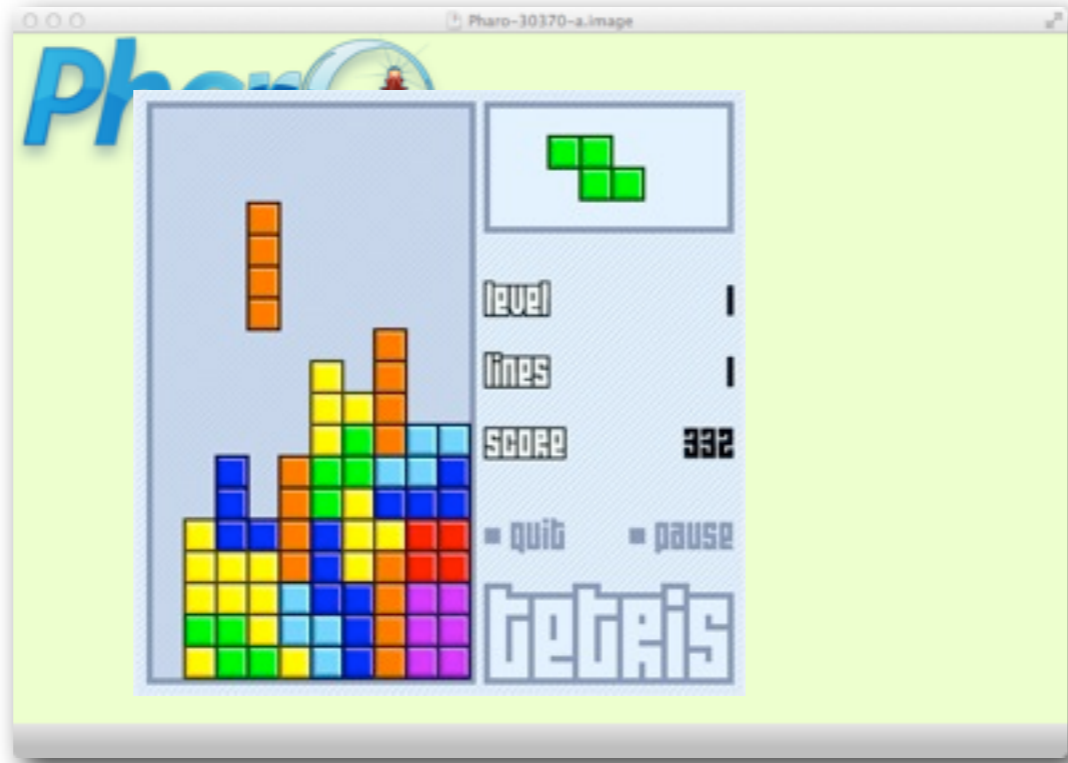 Pharo-30370-a.image
level 1
lines 1
score 332
quit pause
tetris